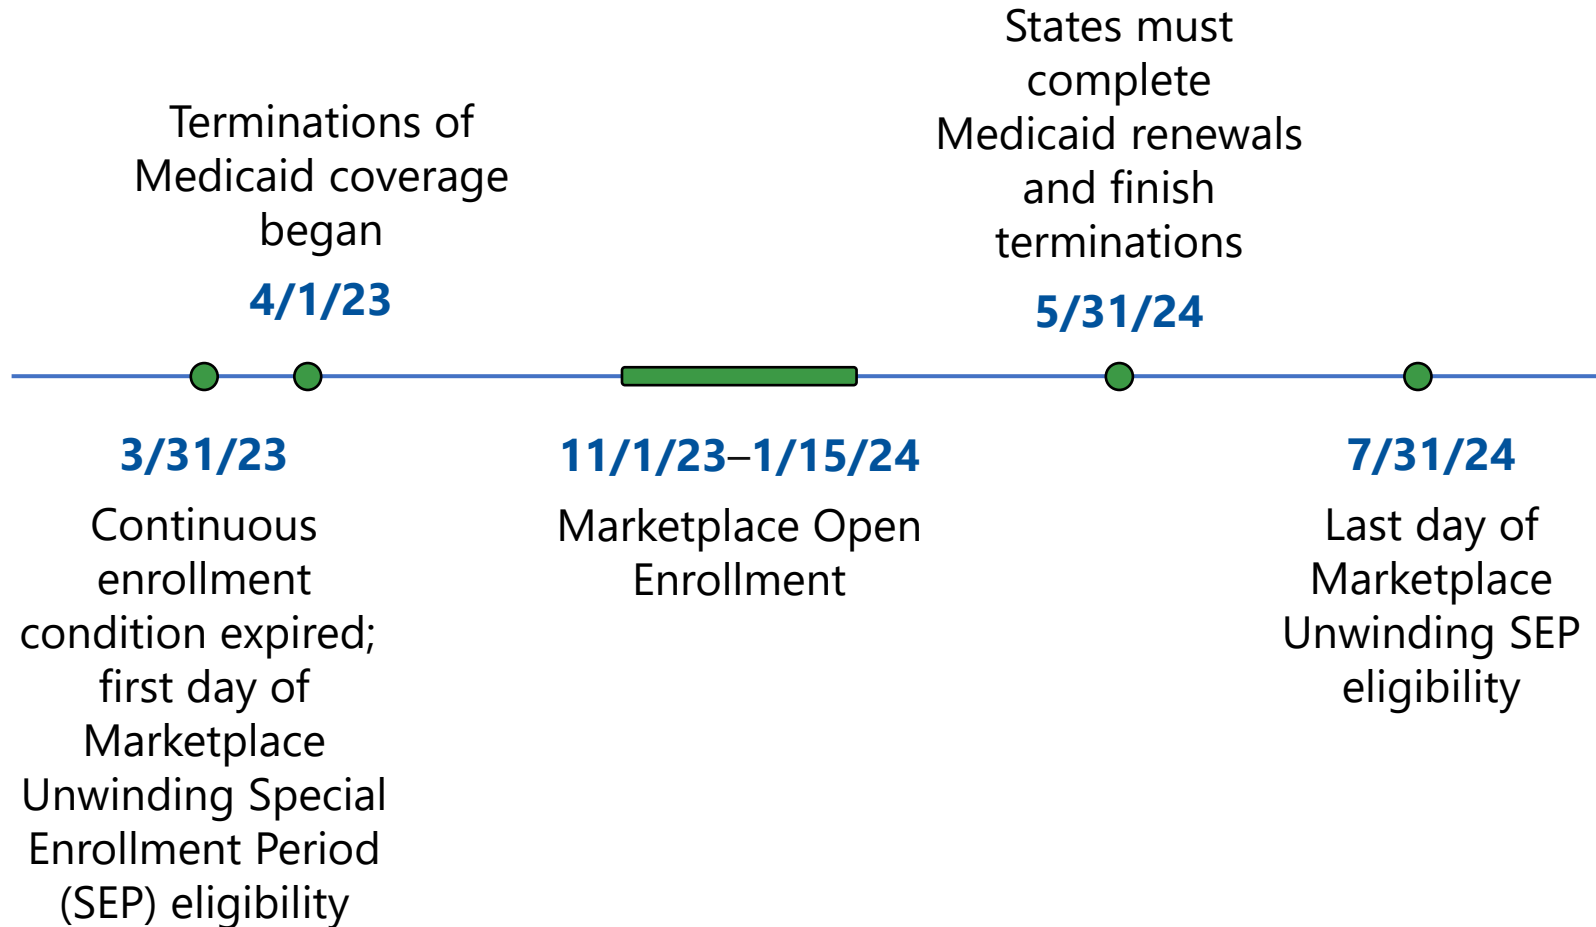 Terminations of
Medicaid coverage
began
4/1/23
States must
complete
Medicaid renewals
and finish
terminations
5/31/24
3/31/23
Continuous
enrollment
condition expired;
first day of
Marketplace
Unwinding Special
Enrollment Period
(SEP) eligibility
11/1/23–1/15/24
Marketplace Open
Enrollment
7/31/24
Last day of
Marketplace
Unwinding SEP
eligibility